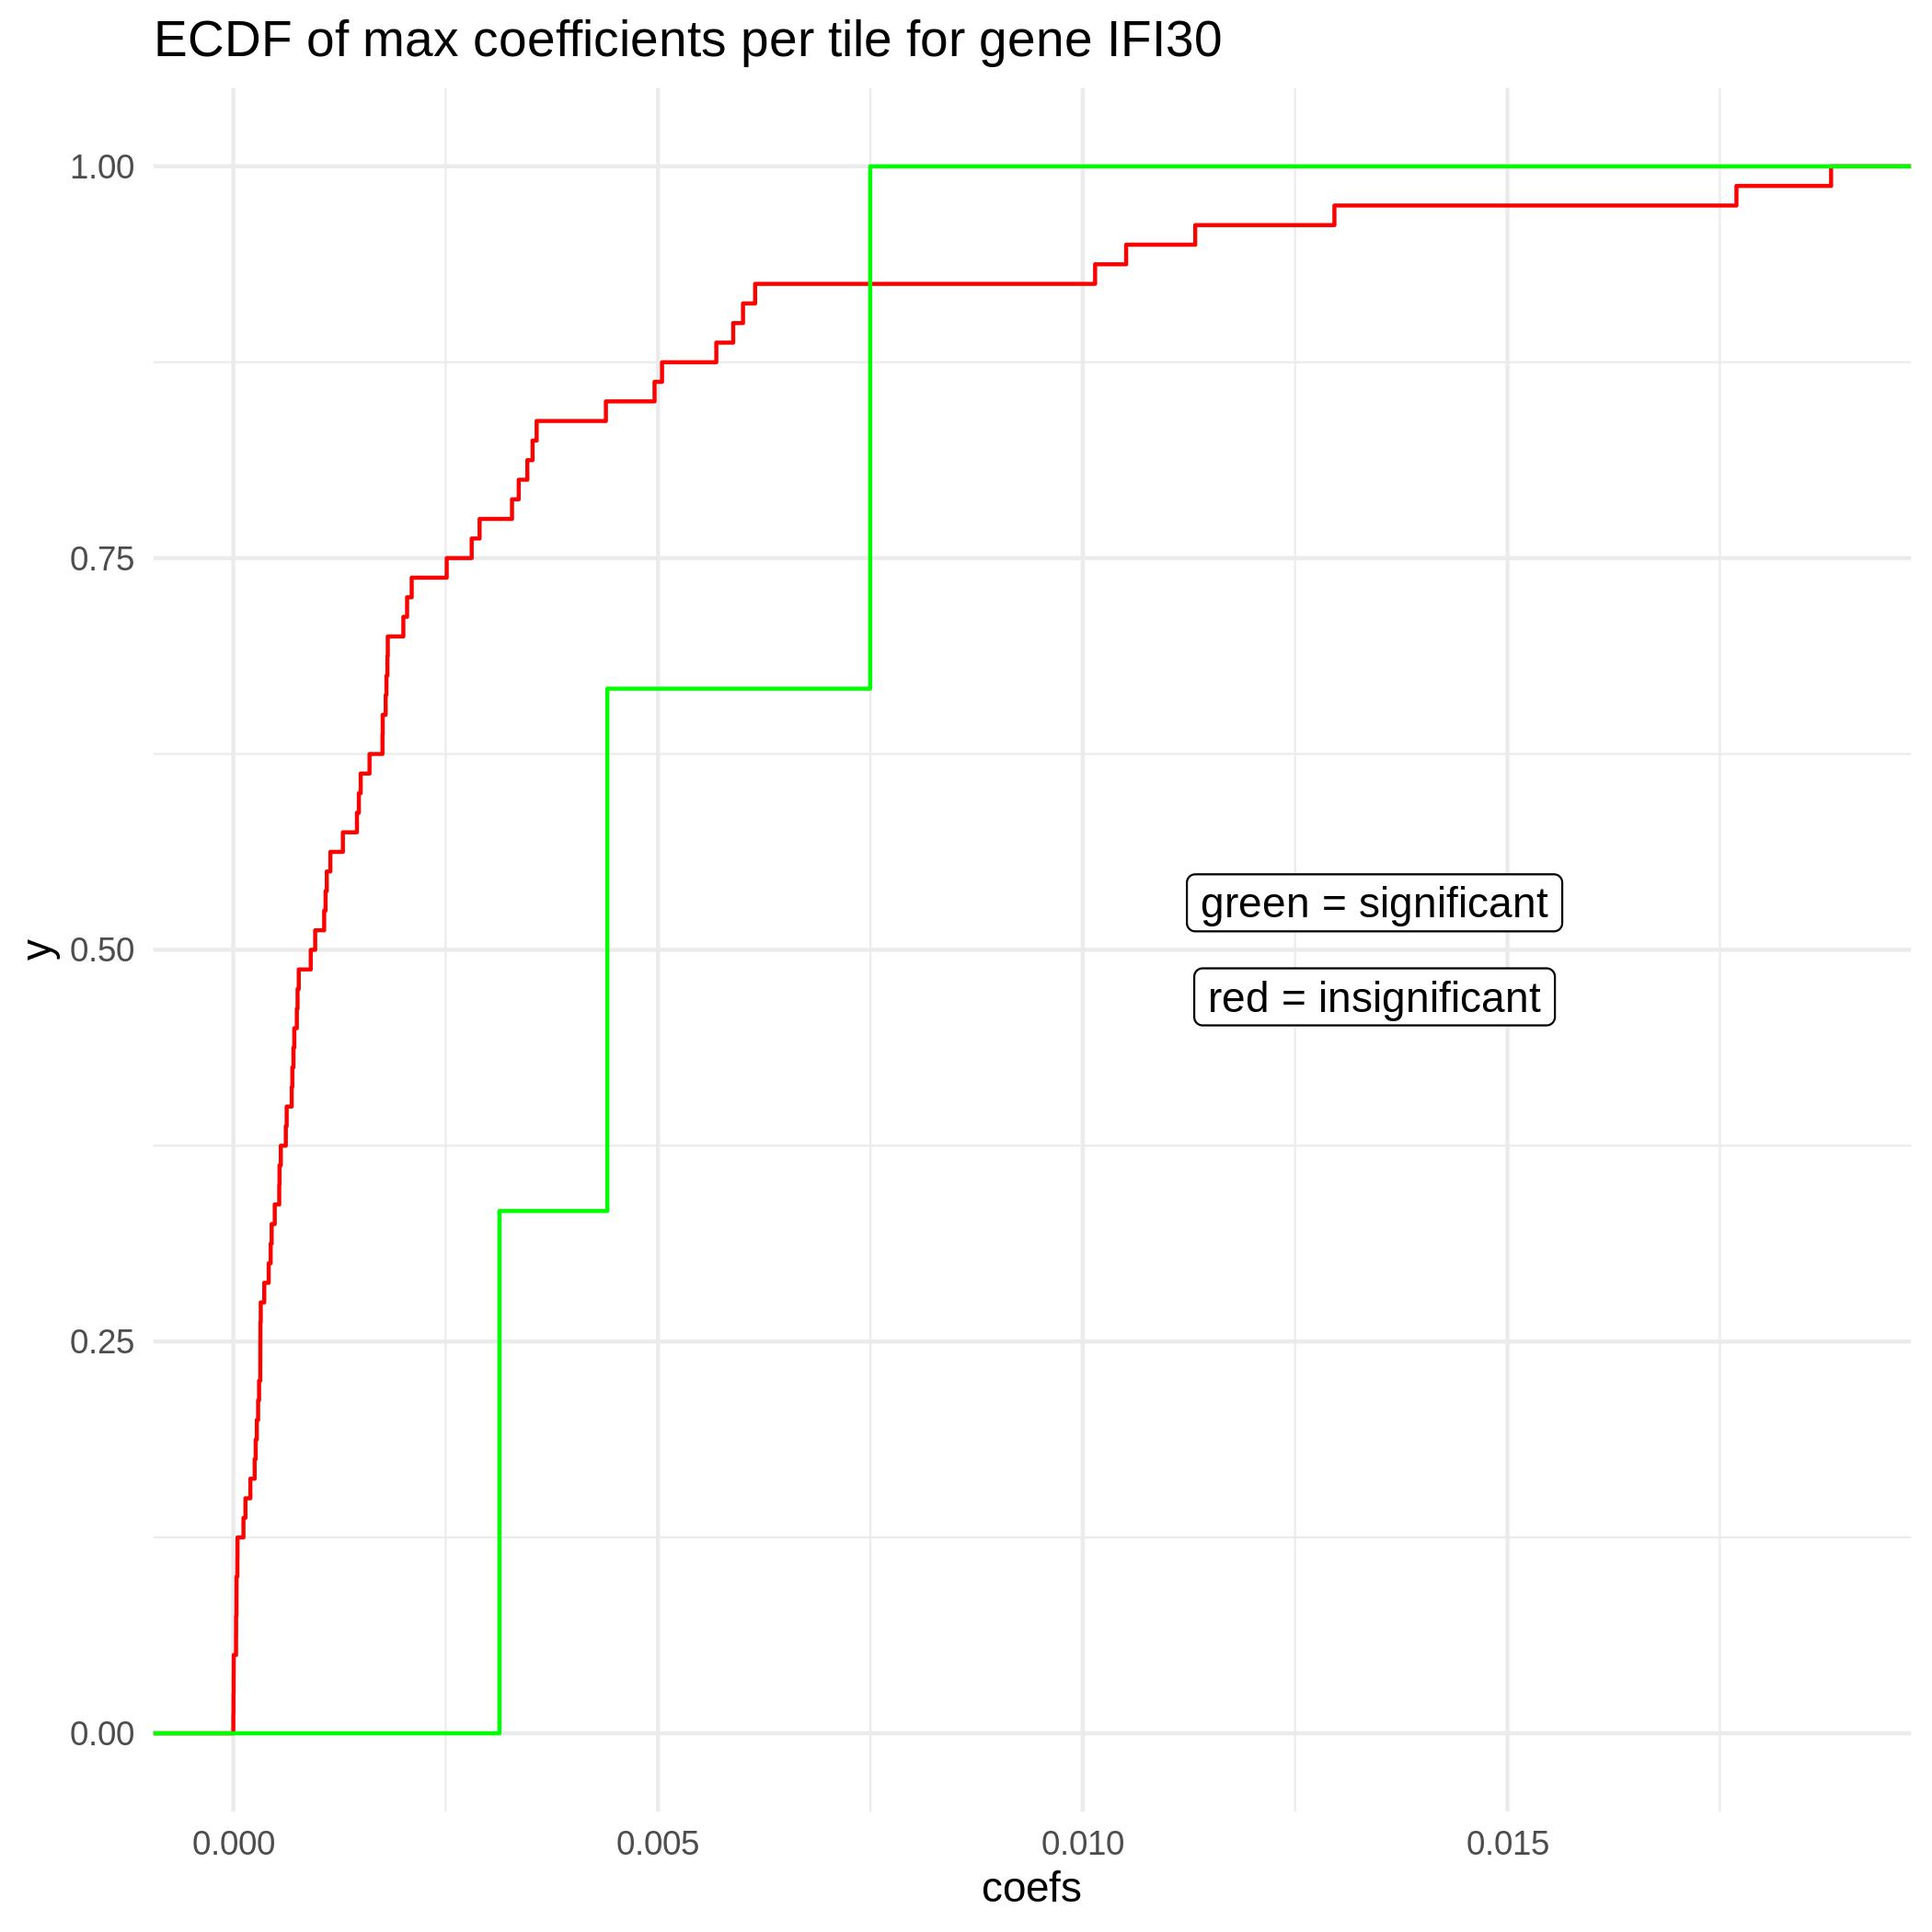 ECDF of max coefficients per tile for gene IFI30
1.00
0.75
0.50
0.25
0.00
y
green = significant
red = insignificant
0.000 0.005 0.010 0.015
coefs